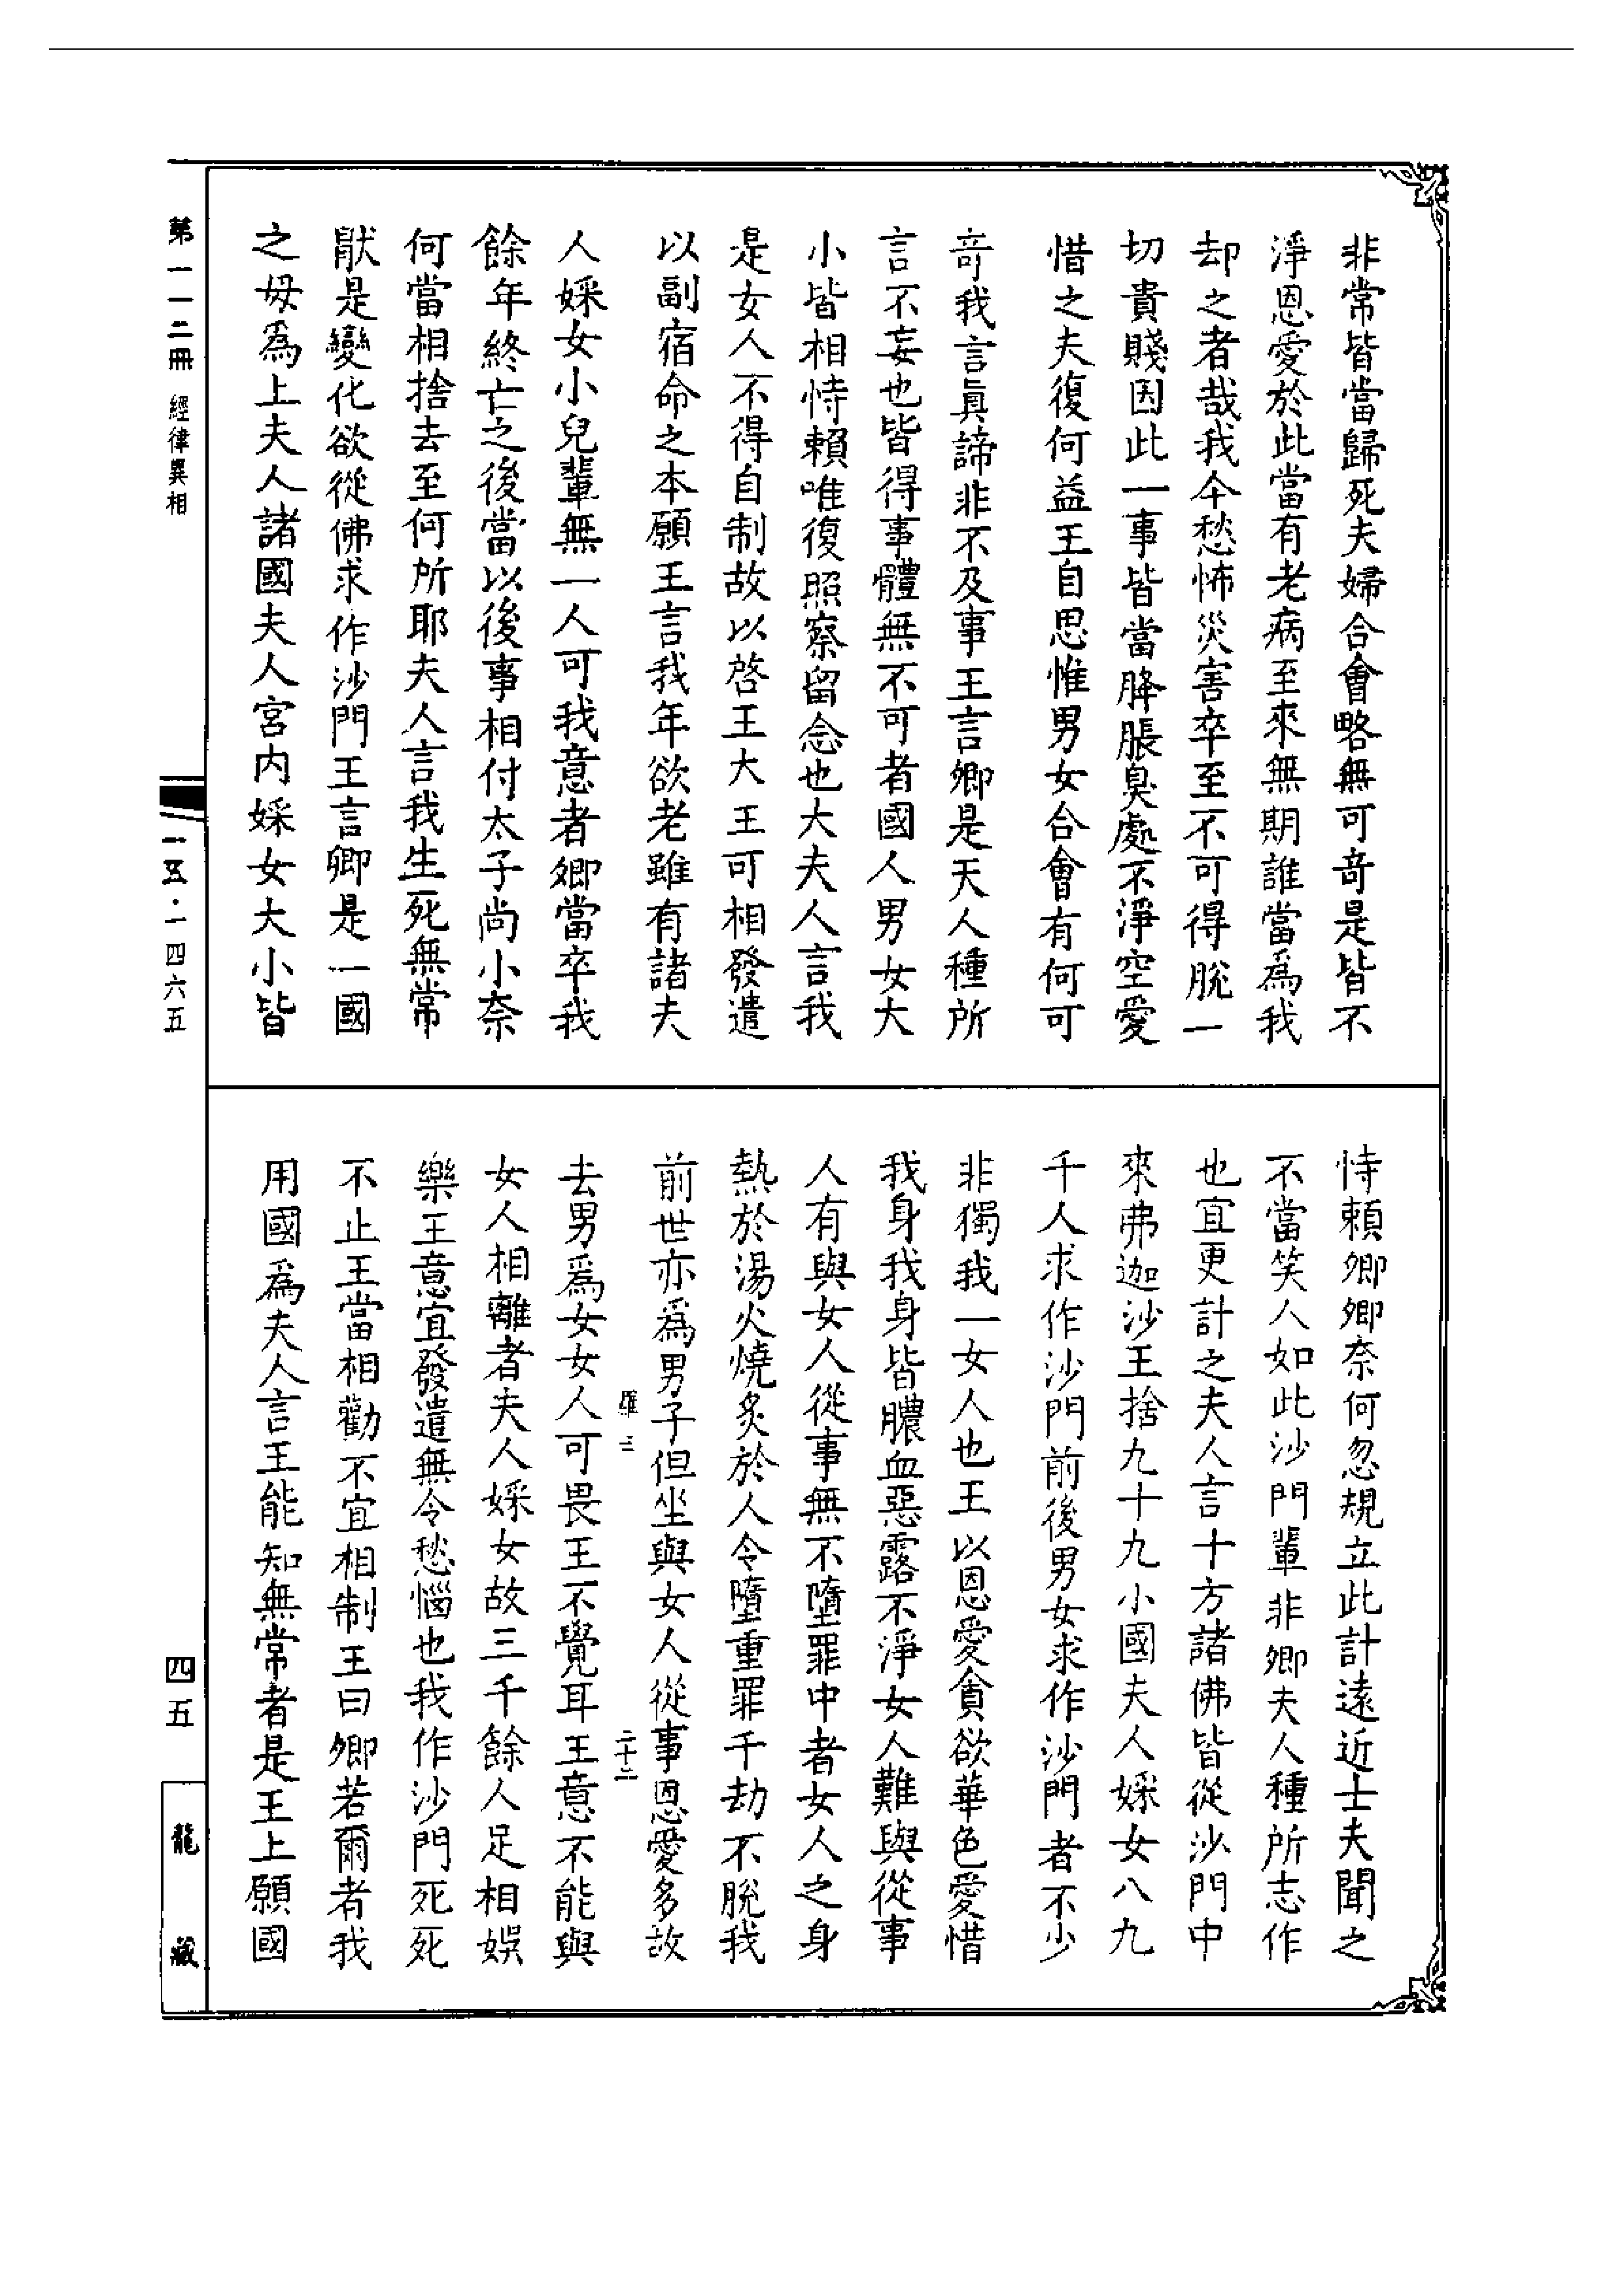 非常皆當歸死夫婦合會略無可竒是皆不
淨恩愛於此當有老病至來無期誰當為我
却之者哉我今愁怖災害卒至不可得脫一
切貴賤因此一事皆當胮脹臭處不淨空愛
惜之夫復何益王自思惟男女合會有何可
竒我言真諦非不及事王言卿是天人種所
言不妄也皆得事體無不可者國人男女大
小皆相恃賴唯復照察留念也大夫人言我
是女人不得自制故以啓王大王可相發遣
以副宿命之本願王言我年欲老雖有諸夫
人婇女小兒輩無一人可我意者卿當卒我
餘年終亡之後當以後事相付太子尚小奈
何當相捨去至何所耶夫人言我生死無常
猒是變化欲從佛求作沙門王言卿是一國
之母為上夫人諸國夫人宮内婇女大小皆
恃賴卿卿奈何忽規立此計遠近士夫聞之
不當笑人如此沙門輩非卿夫人種所志作
也宜更計之夫人言十方諸佛皆從沙門中
來弗迦沙王捨九十九小國夫人婇女八九
千人求作沙門前後男女求作沙門者不少
非獨我一女人也王以恩愛貪欲華色愛惜
我身我身皆膿血惡露不淨女人難與從事
人有與女人從事無不墮罪中者女人之身
熱於湯火燒炙於人令墮重罪千劫不脫我
前世亦為男子但坐與女人從事恩愛多故
羅三 二十二
去男為女女人可畏王不覺耳王意不能與
女人相離者夫人婇女故三千餘人足相娛
樂王意宜發遣無令愁惱也我作沙門死死
不止王當相勸不宜相制王曰卿若爾者我
用國為夫人言王能知無常者是王上願國
第一一二冊 經律異相
一五·一四六五
四五
龍藏